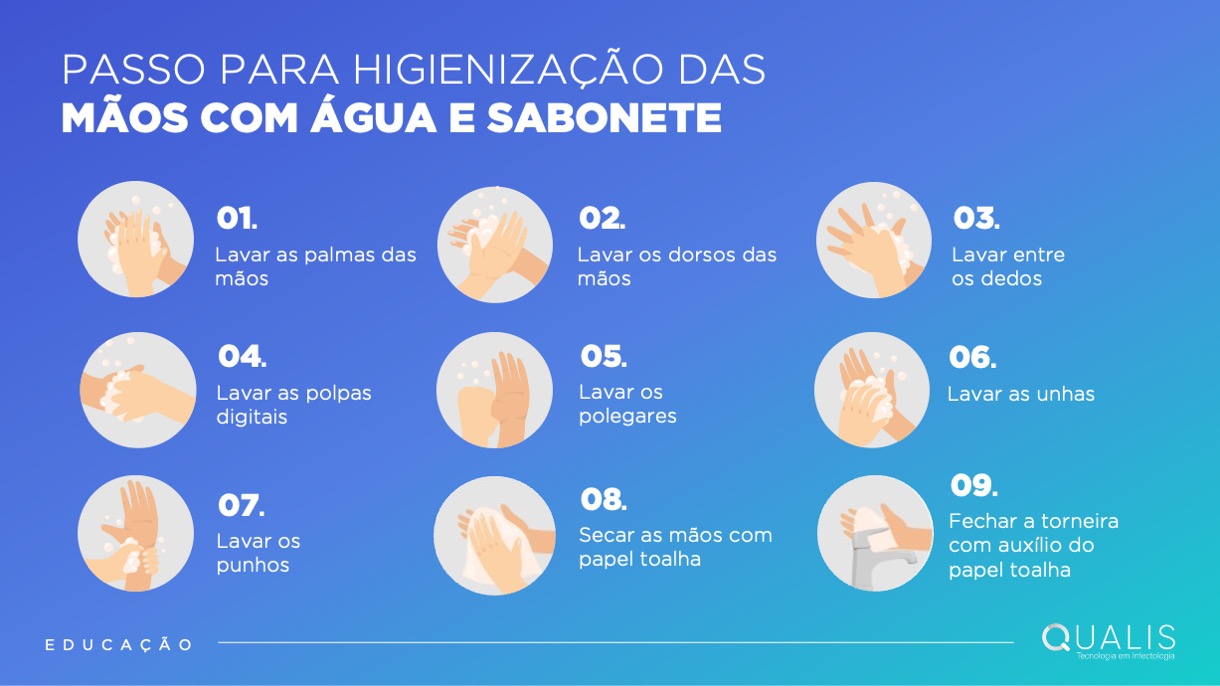 PASSO PARA HIGIENIZAÇÃO DAS
MÃOS COM ÁGUA E SABONETE
01.
Lavar as palmas das
mãos
02.
Lavar os dorsos das
mãos
03.
Lavar entre
os dedos
04.
Lavar as polpas
digitais
05.
Lavar os
polegares
06.
Lavar as unhas
07.
Lavar os
punhos
08.
Secar as mãos com
papel toalha
09.
Fechar a torneira
com auxílio do
papel toalha
EDUCAÇÃO
QUALIS
Tecnologia em Infectologia